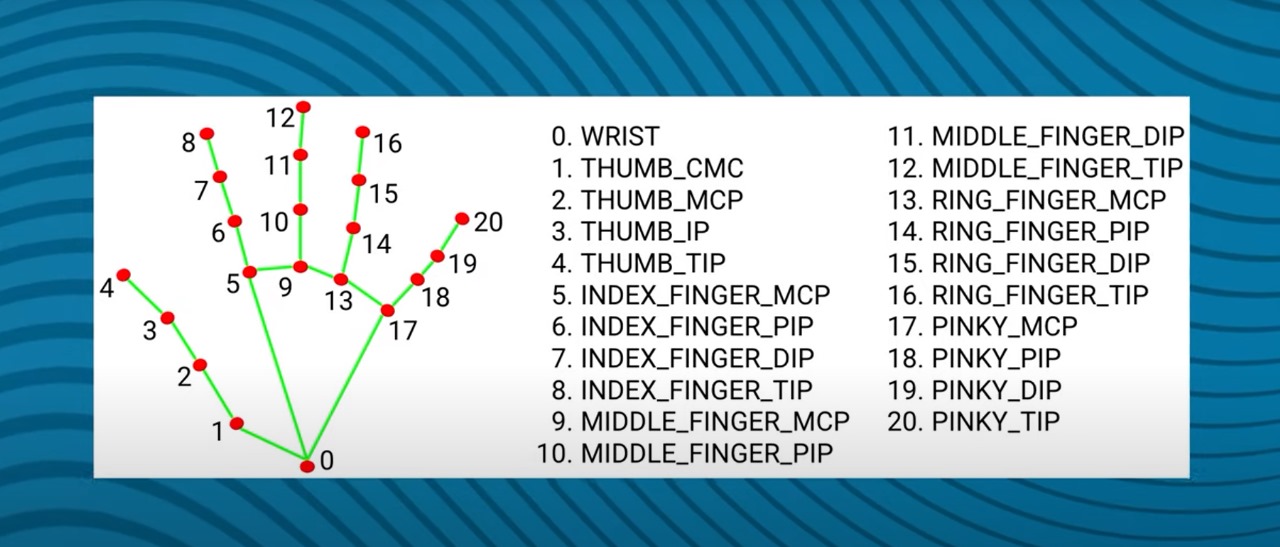 12
8
16
11
7
15
10
6
14
20
19
5
9
4
13
18
3
17
2
1
0
0. WRIST
1. THUMB_CMC
2. THUMB_MCP
3. THUMB_IP
4. THUMB_TIP
5. INDEX_FINGER_MCP
6. INDEX_FINGER_PIP
7. INDEX_FINGER_DIP
8. INDEX_FINGER_TIP
9. MIDDLE_FINGER_MCP
10. MIDDLE_FINGER_PIP
11. MIDDLE_FINGER_DIP
12. MIDDLE_FINGER_TIP
13. RING_FINGER_MCP
14. RING_FINGER_PIP
15. RING_FINGER_DIP
16. RING_FINGER_TIP
17. PINKY_MCP
18. PINKY_PIP
19. PINKY_DIP
20. PINKY_TIP